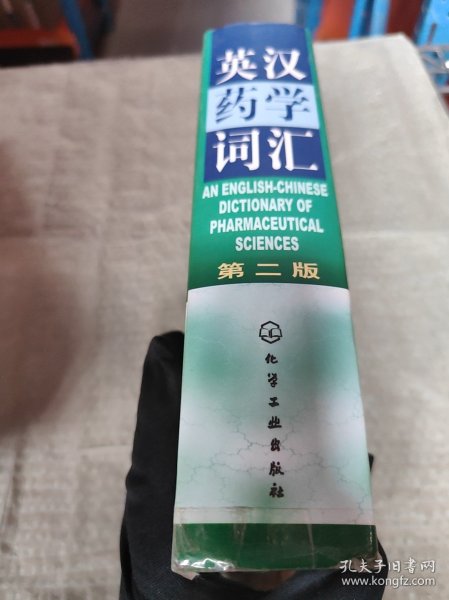 英汉
药学
词汇
AN ENGLISH-CHINESE
DICTIONARY OF
PHARMACEUTICAL
SCIENCES
第二版
化学工业出版社
孔夫子旧书网
www.kongfz.com